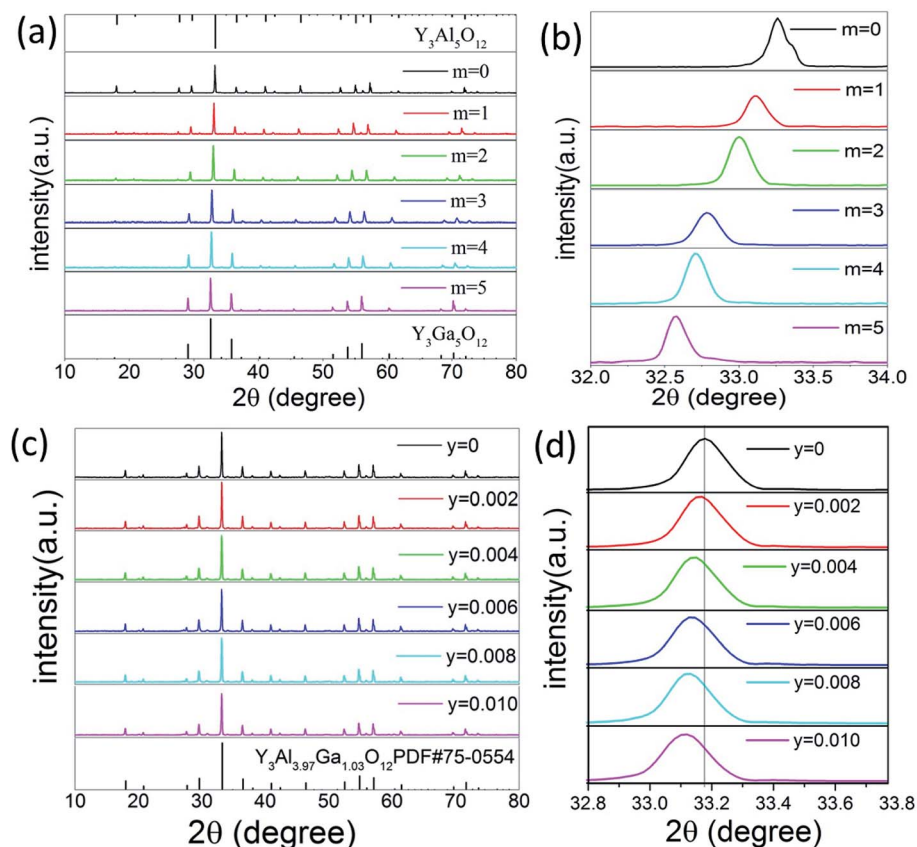 (a)
Y3Al5O12
m=0
m=1
m=2
m=3
m=4
m=5
Y3Ga5O12
intensity(a.u.)
10 20 30 40 50 60 70 80
2θ (degree)
(b)
m=0
m=1
m=2
m=3
m=4
m=5
intensity(a.u.)
32.0 32.5 33.0 33.5 34.0
2θ (degree)
(c)
y=0
y=0.002
y=0.004
y=0.006
y=0.008
y=0.010
Y3Al3.97Ga1.03O12PDF#75-0554
intensity(a.u.)
10 20 30 40 50 60 70 80
2θ (degree)
(d)
y=0
y=0.002
y=0.004
y=0.006
y=0.008
y=0.010
intensity(a.u.)
32.8 33.0 33.2 33.4 33.6 33.8
2θ (degree)